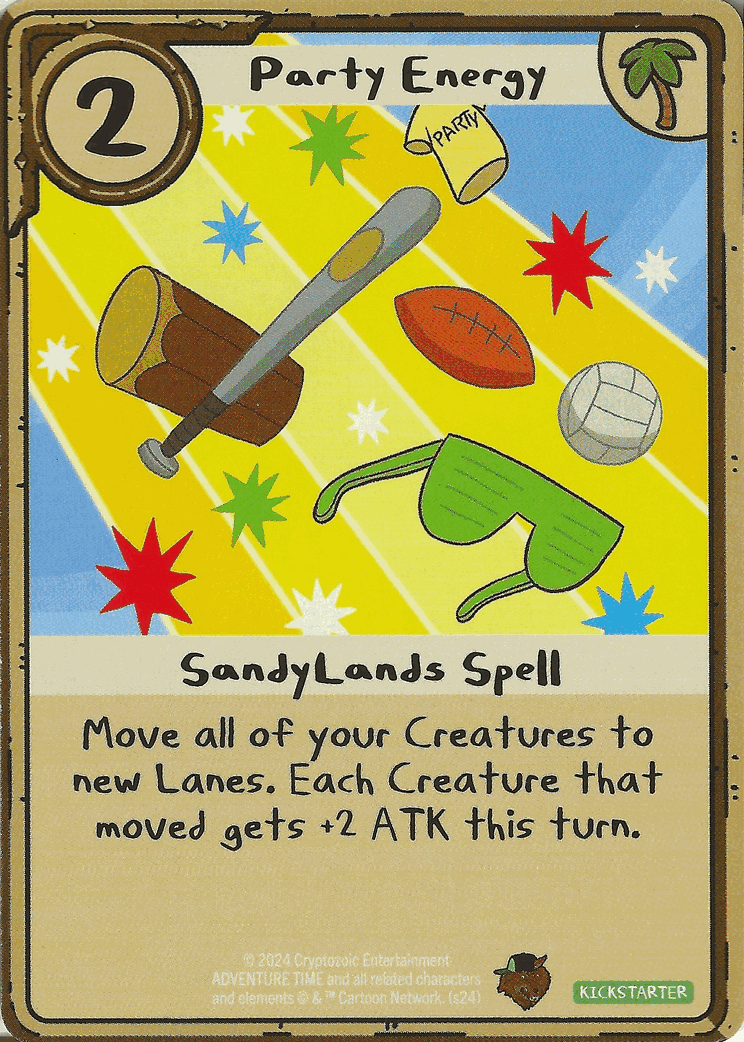 2
Party Energy
PARTY
SandyLands Spell
Move all of your Creatures to
new Lanes. Each Creature that
moved gets +2 ATK this turn.
© 2024 Cryptozoic Entertainment
ADVENTURE TIME and all related characters
and elements © & ™ Cartoon Network. (s24)
KICKSTARTER